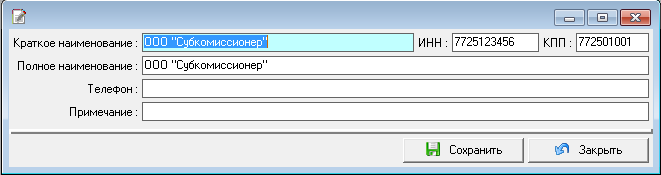 Краткое наименование : ООО "Субкомиссионер" ИНН : 7725123456 КПП : 772501001
Полное наименование : ООО "Субкомиссионер"
Телефон :
Примечание :
Сохранить Закрыть